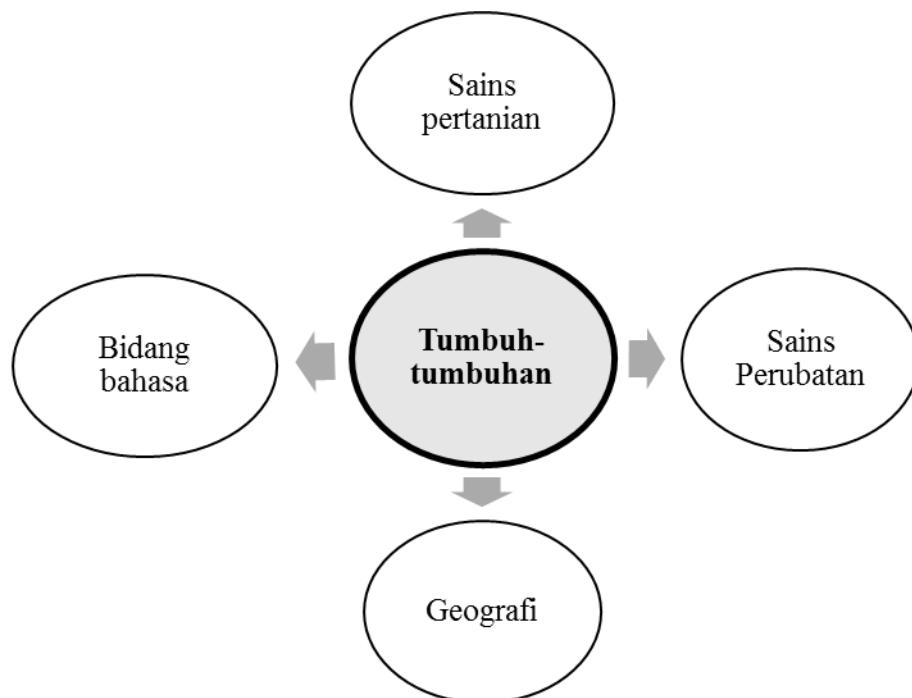 Sains
pertanian
Bidang
bahasa
Tumbuh-
tumbuhan
Sains
Perubatan
Geografi